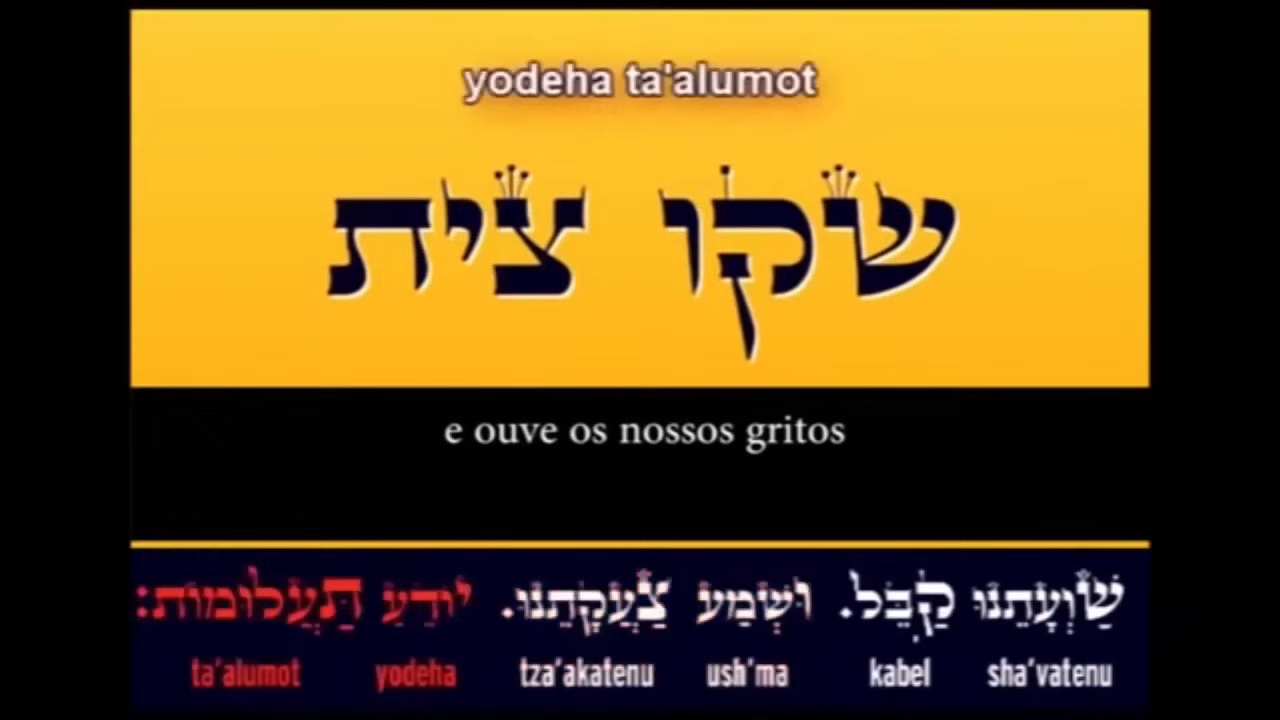 yodeha ta'alumot
שקו צית
e ouve os nossos gritos
שַׁוְעָתֵנוּ קַבֵּל. וּשְׁמַע צַעֲקָתֵנוּ. יוֹדֵעַ תַּעֲלוּמוֹת:
ta'alumot yodeha tza'akatenu ush'ma kabel sha'vatenu